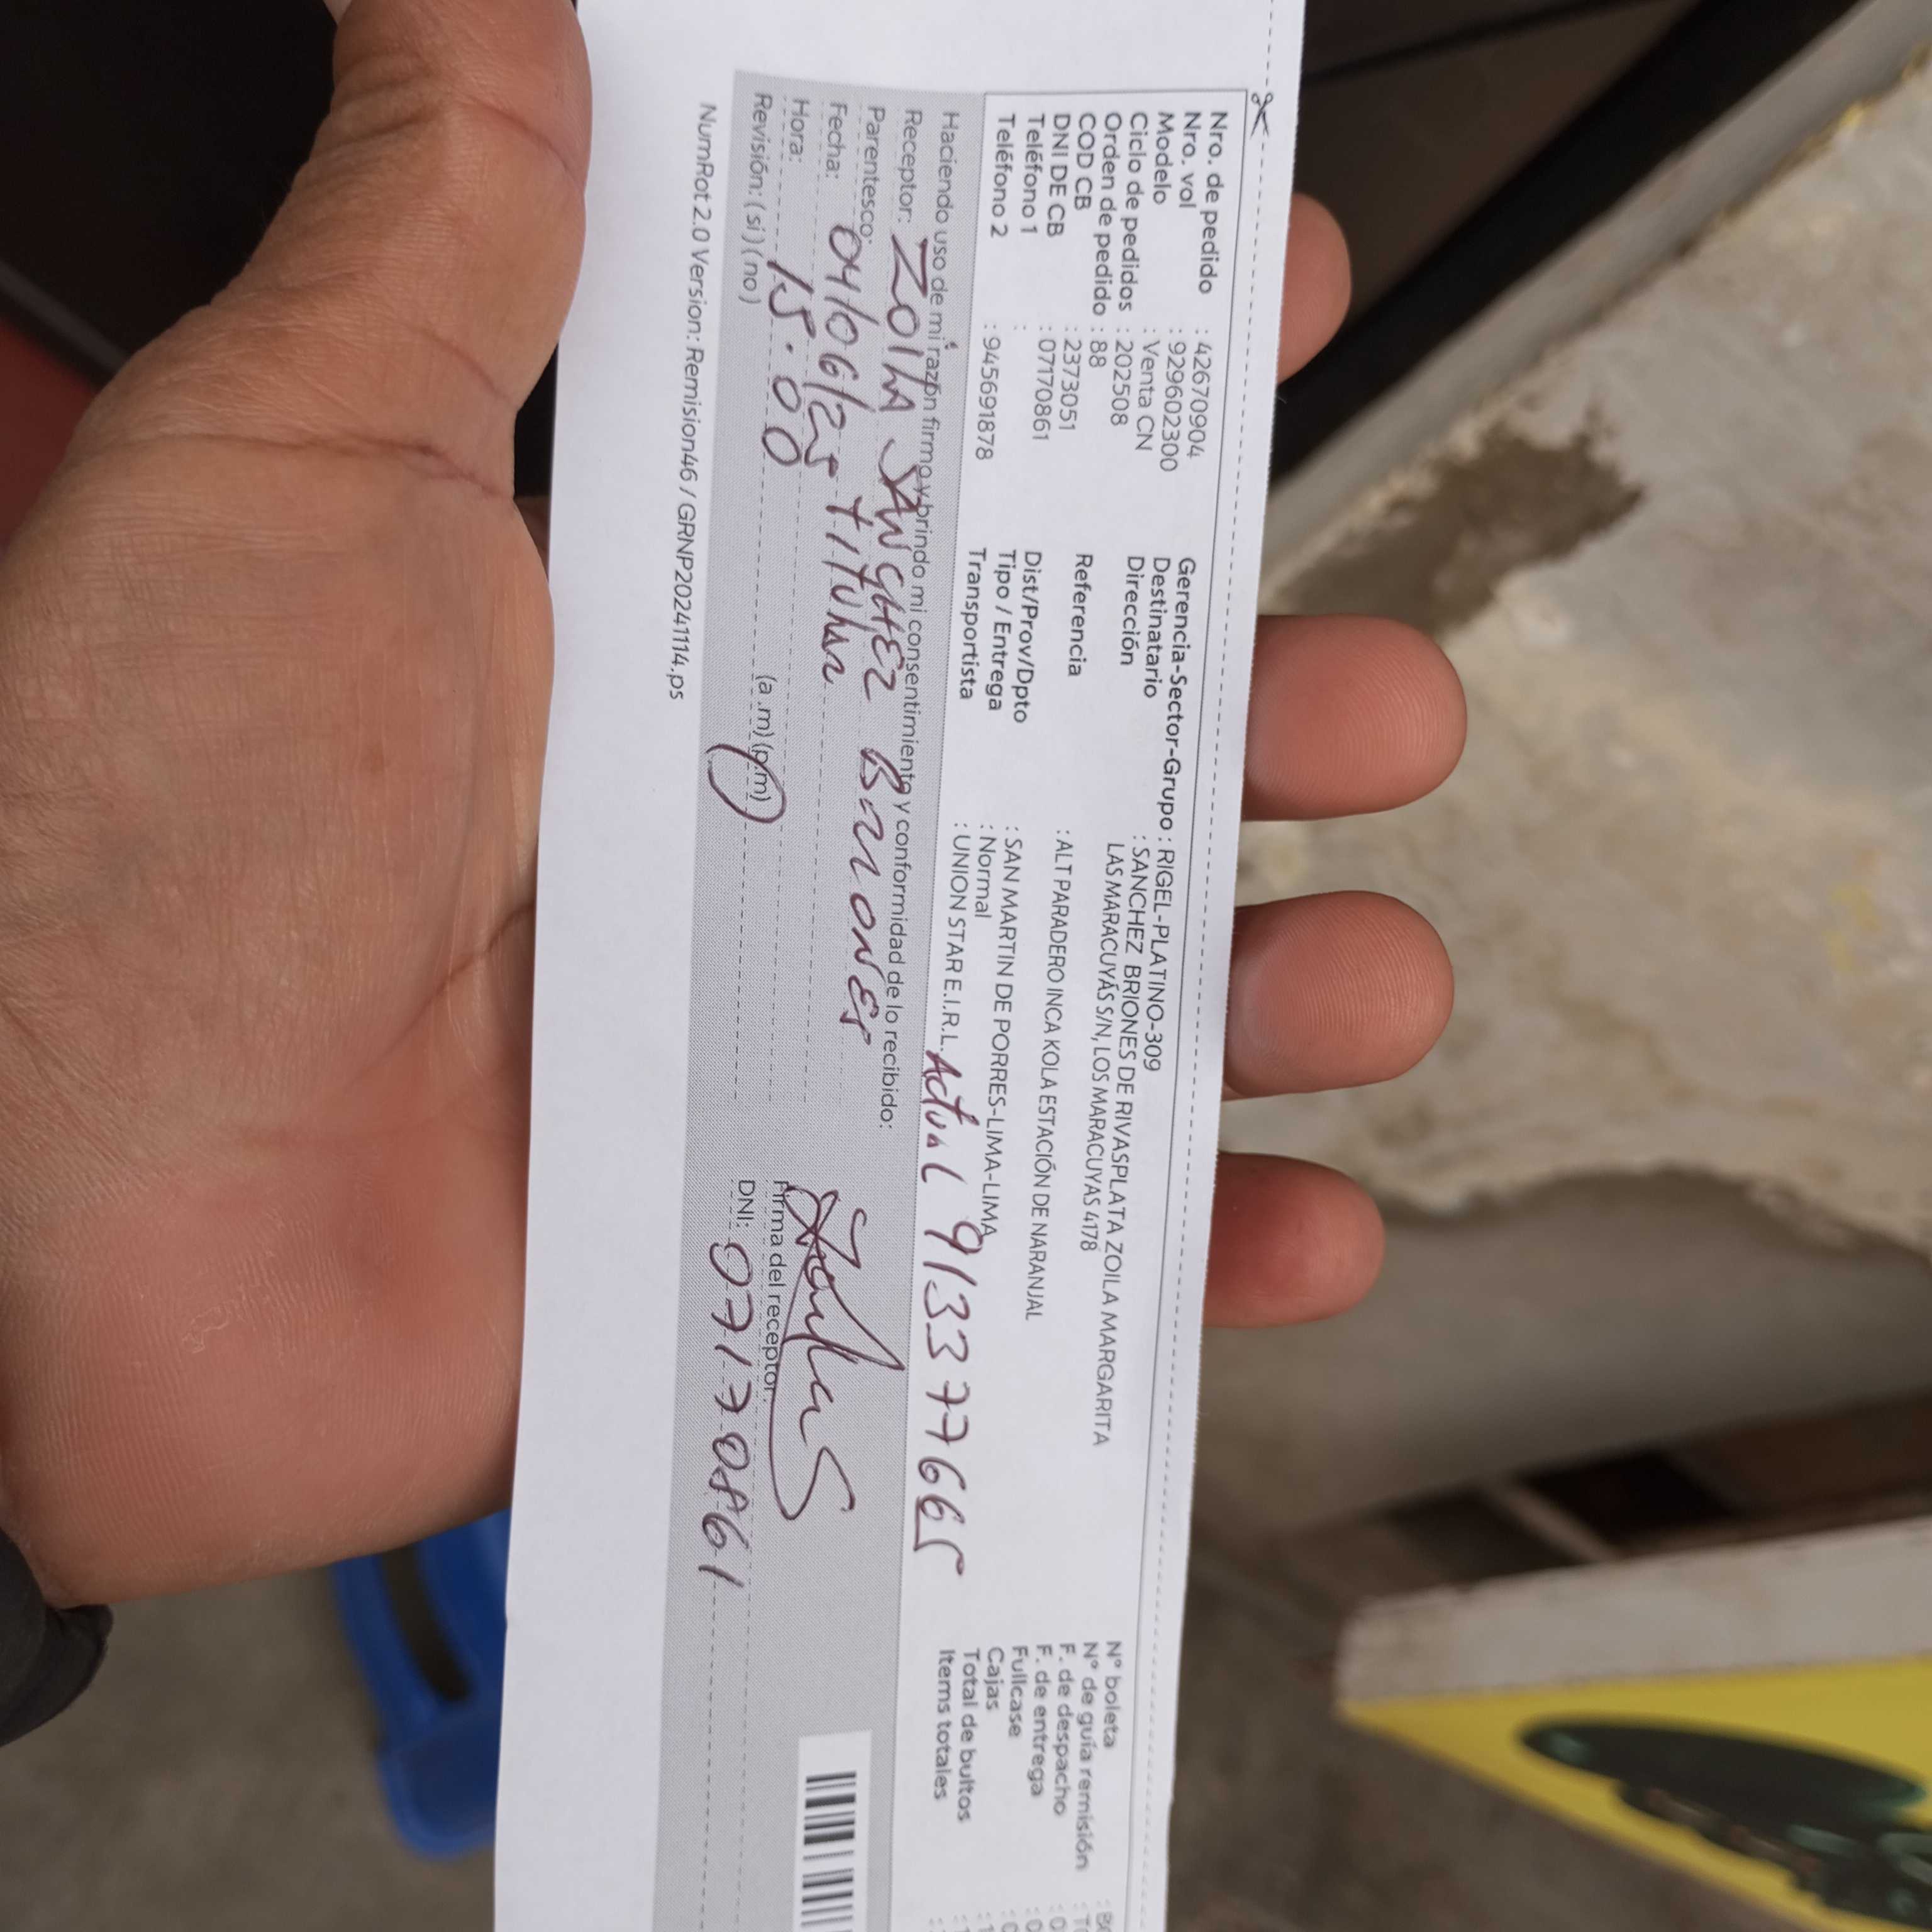 Nro. de pedido : 42670904
Nro. vol : 929602300
Modelo : Venta CN
Ciclo de pedidos : 202508
Orden de pedido : 88
COD CB : 2373051
DNI DE CB : 07170861
Teléfono 1 :
Teléfono 2 : 945691878
Gerencia-Sector-Grupo : RIGEL-PLATINO-309
Destinatario : SANCHEZ BRIONES DE RIVASPLATA ZOILA MARGARITA
Dirección LAS MARACUYÁS S/N, LOS MARACUYAS 4178
Referencia : ALT PARADERO INCA KOLA ESTACIÓN DE NARANJAL
Dist/Prov/Dpto : SAN MARTIN DE PORRES-LIMA-LIMA
Tipo / Entrega : Normal
Transportista : UNION STAR E.I.R.L. Actual 913377665
N° boleta
N° de guía remisión
F. de despacho
F. de entrega
Fullcase
Cajas
Total de bultos
Items totales
Haciendo uso de mi razón firmo y brindo mi consentimiento y conformidad de lo recibido:
Receptor: ZOILA SANCHEZ BRIONES
Parentesco: titular
Fecha: 04/06/25
Hora: 15.00 (a.m) (p.m)
Revisión: ( si ) ( no )
Firma del receptor:
DNI: 07170861
NumRot 2.0 Version: Remision46 / GRNP20241114.ps